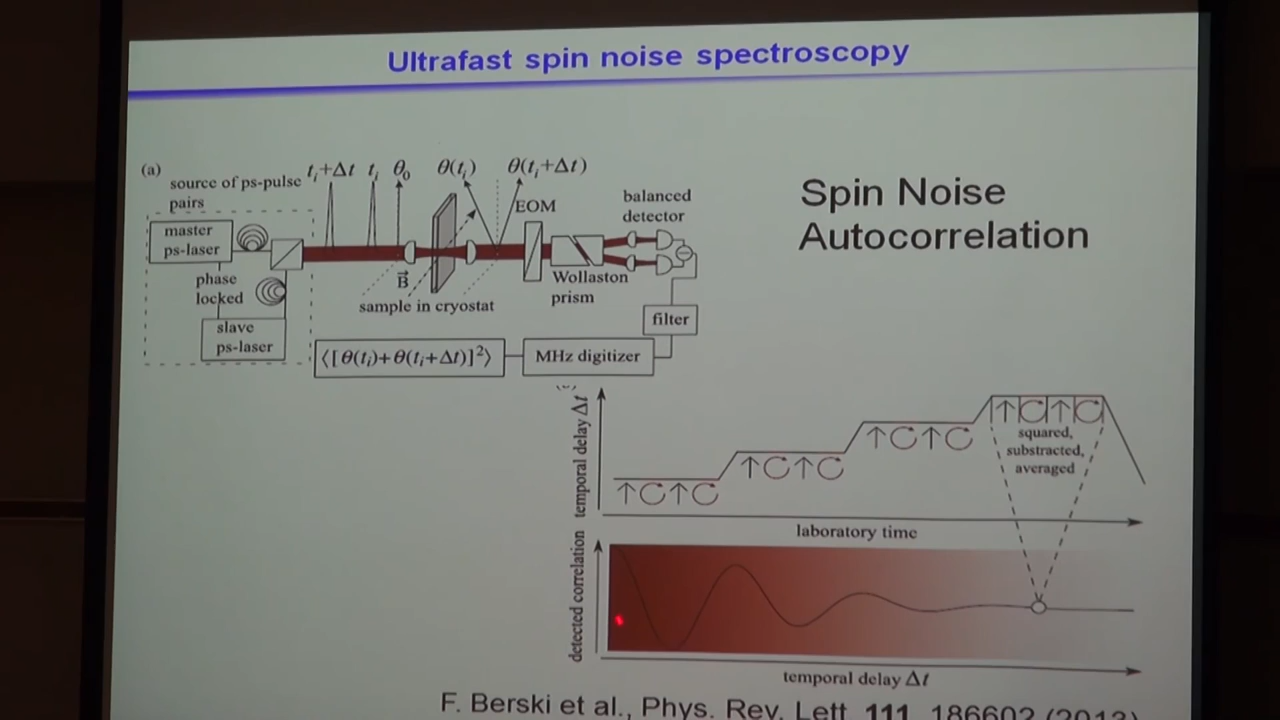 Ultrafast spin noise spectroscopy
(a)
source of ps-pulse
pairs
tᵢ+Δt tᵢ θ₀ θ(tᵢ) θ(tᵢ+Δt)
EOM
balanced
detector
master
ps-laser
phase
locked
slave
ps-laser
B⃗
sample in cryostat
Wollaston
prism
filter
MHz digitizer
⟨[θ(tᵢ)+θ(tᵢ+Δt)]²⟩
Spin Noise
Autocorrelation
temporal delay Δt
squared,
substracted,
averaged
laboratory time
detected correlation
temporal delay Δt
F. Berski et al., Phys. Rev. Lett. 111, 186602 (2013)